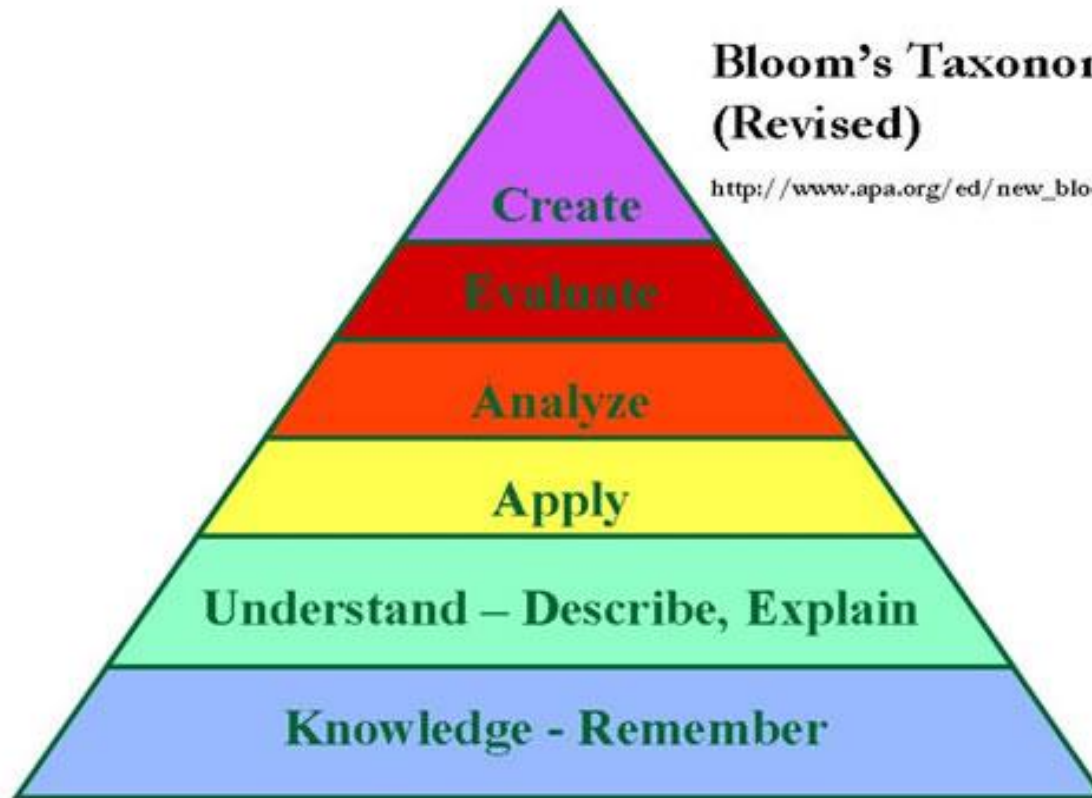 Bloom's Taxono
(Revised)
http://www.apa.org/ed/new_blo
Create
Evaluate
Analyze
Apply
Understand – Describe, Explain
Knowledge - Remember